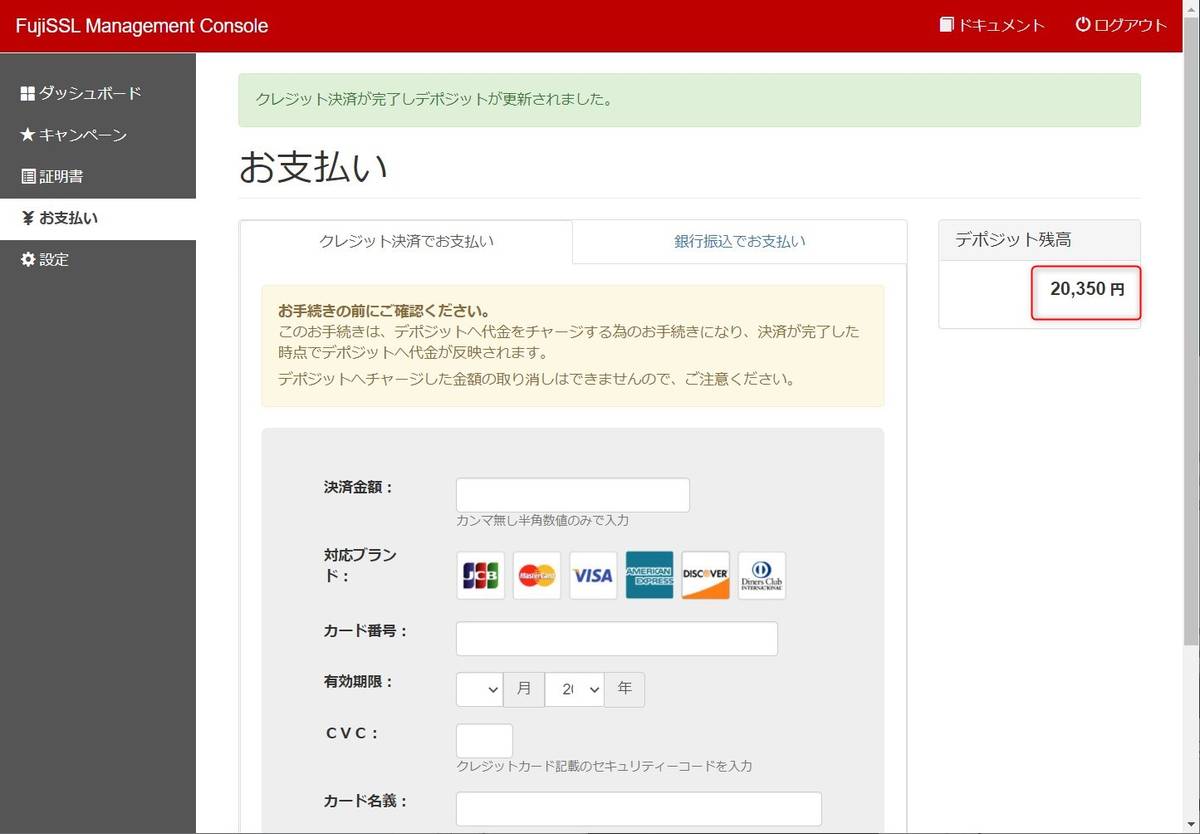 FujiSSL Management Console
ドキュメント
ログアウト
ダッシュボード
キャンペーン
証明書
¥ お支払い
設定
クレジット決済が完了しデポジットが更新されました。
お支払い
クレジット決済でお支払い
銀行振込でお支払い
デポジット残高
20,350 円
お手続きの前にご確認ください。
このお手続きは、デポジットへ代金をチャージする為のお手続きになり、決済が完了した
時点でデポジットへ代金が反映されます。
デポジットへチャージした金額の取り消しはできませんので、ご注意ください。
決済金額：
カンマ無し半角数値のみで入力
対応ブラン
ド：
JCB
MasterCard
VISA
AMERICAN
EXPRESS
DISCOVER
Diners Club
INTERNATIONAL
カード番号：
有効期限：
月
20
年
ＣＶＣ：
クレジットカード記載のセキュリティーコードを入力
カード名義：